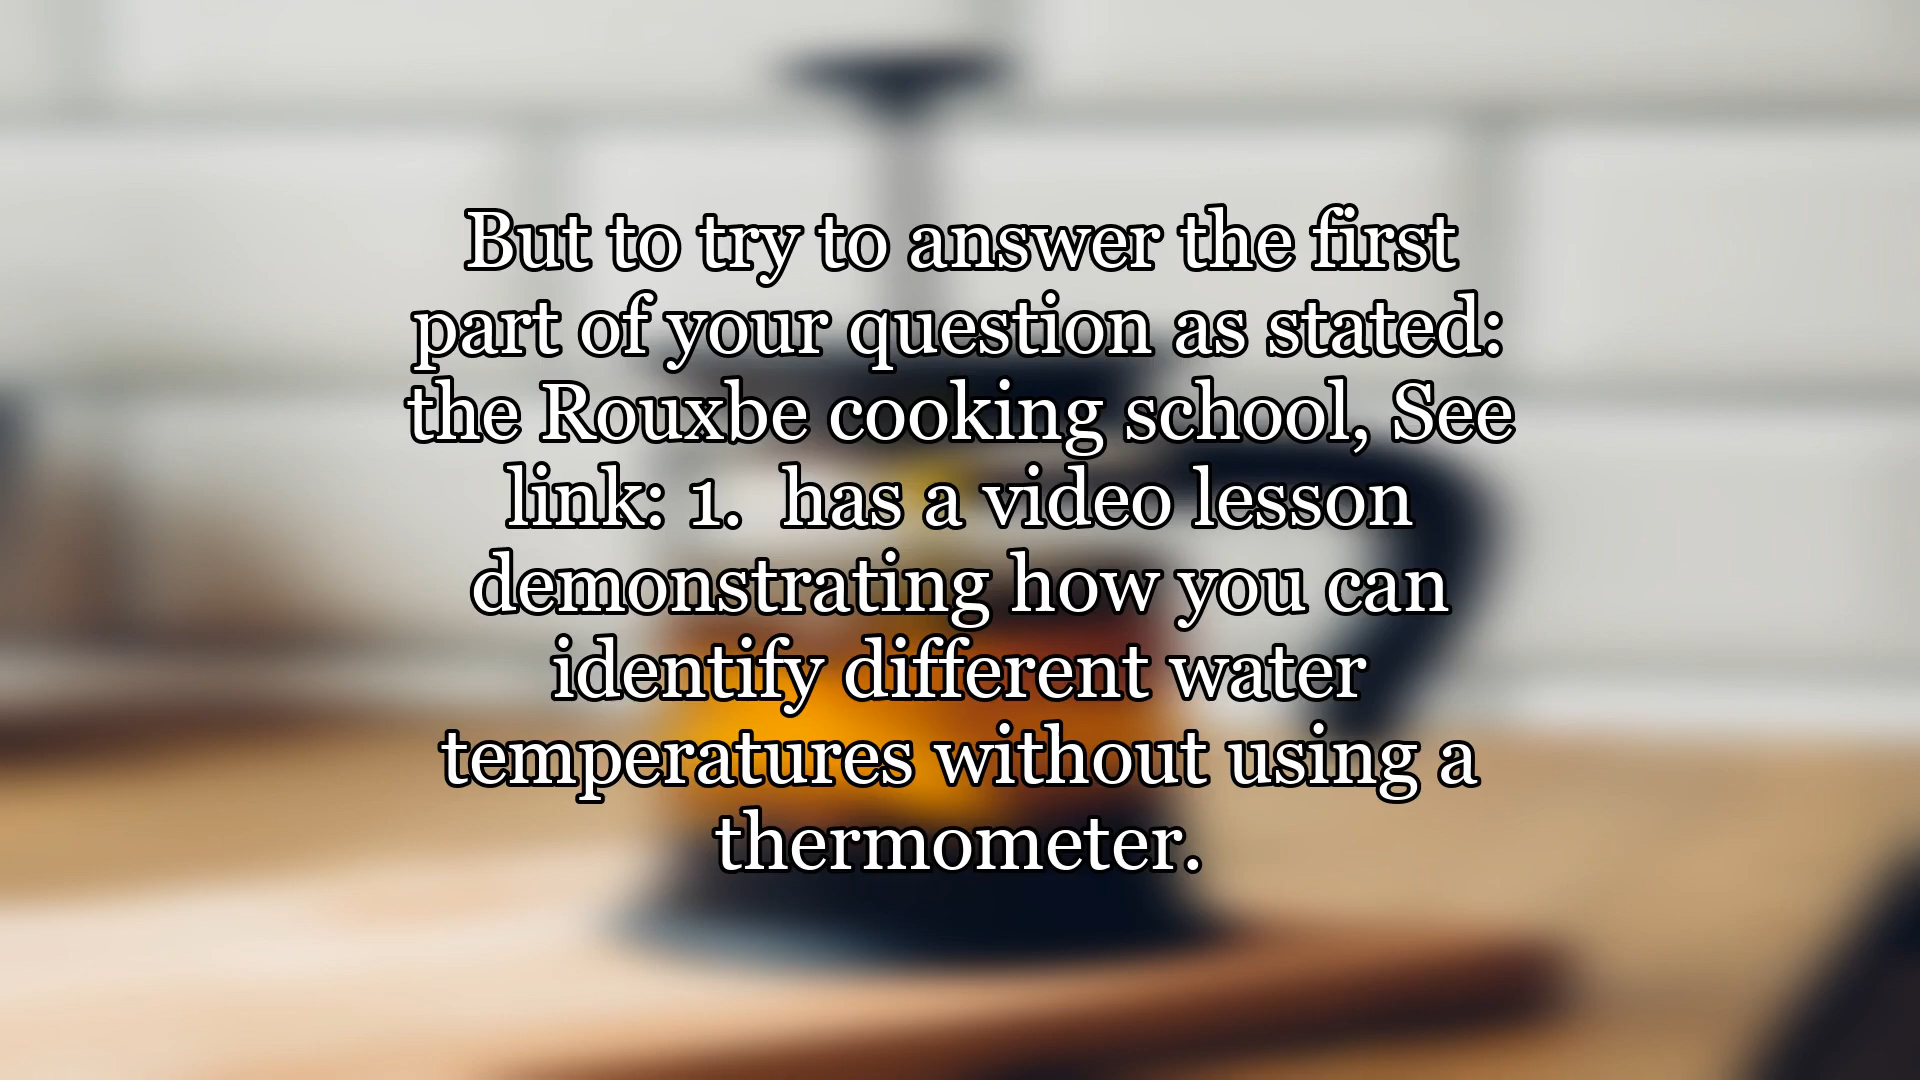 But to try to answer the first
part of your question as stated:
the Rouxbe cooking school, See
link: 1.  has a video lesson
demonstrating how you can
identify different water
temperatures without using a
thermometer.